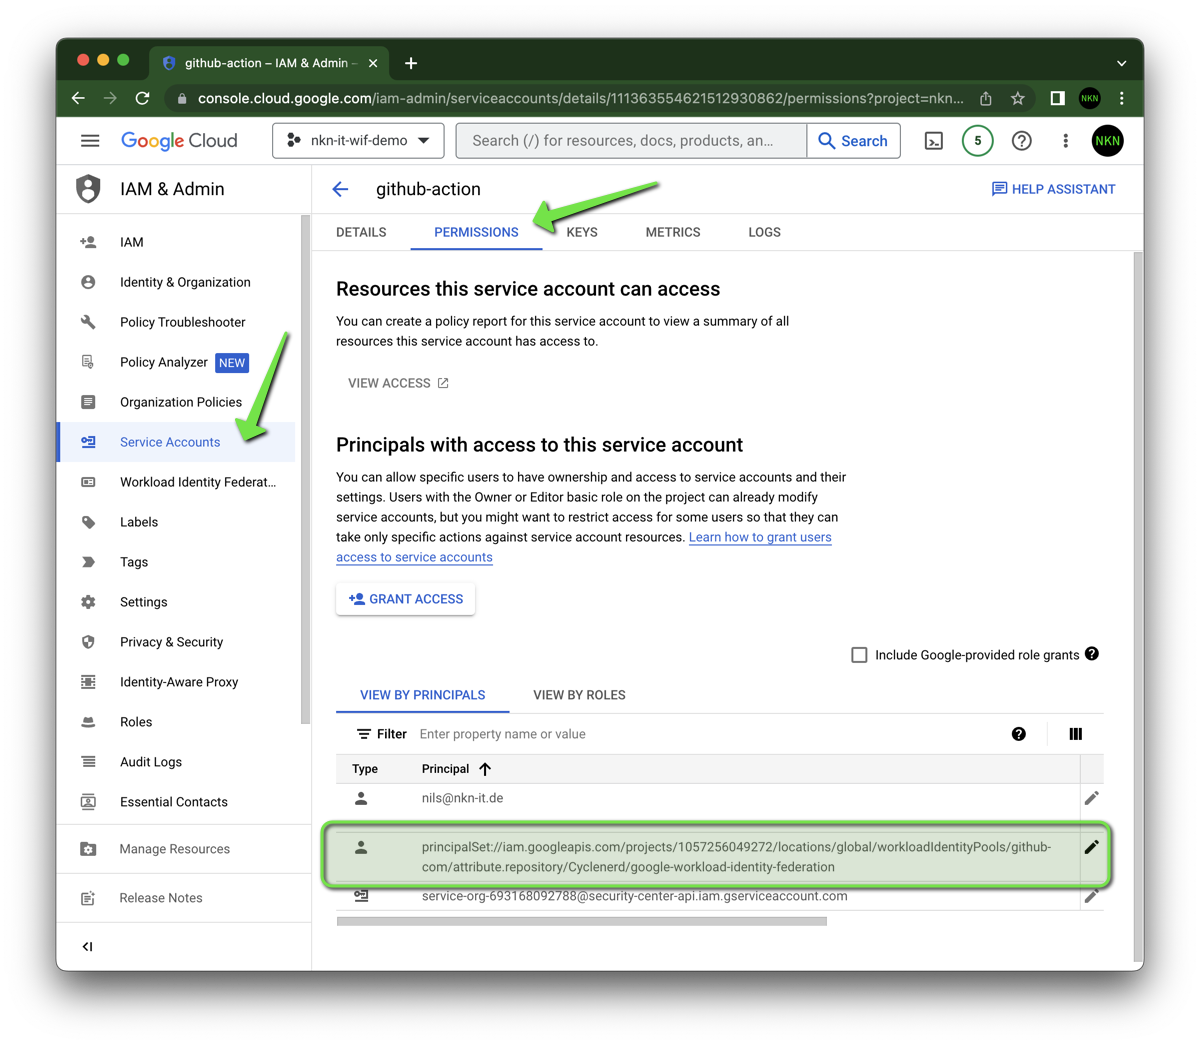 github-action – IAM & Admin –
console.cloud.google.com/iam-admin/serviceaccounts/details/111363554621512930862/permissions?project=nkn...
NKN
Google Cloud
nkn-it-wif-demo
Search (/) for resources, docs, products, an...
Search
5
NKN
IAM & Admin
github-action
HELP ASSISTANT
DETAILS
PERMISSIONS
KEYS
METRICS
LOGS
IAM
Identity & Organization
Policy Troubleshooter
Policy Analyzer NEW
Organization Policies
Service Accounts
Workload Identity Federat...
Labels
Tags
Settings
Privacy & Security
Identity-Aware Proxy
Roles
Audit Logs
Essential Contacts
Manage Resources
Release Notes
Resources this service account can access
You can create a policy report for this service account to view a summary of all
resources this service account has access to.
VIEW ACCESS
Principals with access to this service account
You can allow specific users to have ownership and access to service accounts and their
settings. Users with the Owner or Editor basic role on the project can already modify
service accounts, but you might want to restrict access for some users so that they can
take only specific actions against service account resources. Learn how to grant users
access to service accounts
GRANT ACCESS
Include Google-provided role grants
VIEW BY PRINCIPALS
VIEW BY ROLES
Filter Enter property name or value
Type Principal
nils@nkn-it.de
principalSet://iam.googleapis.com/projects/1057256049272/locations/global/workloadIdentityPools/github-
com/attribute.repository/Cyclenerd/google-workload-identity-federation
service-org-693168092788@security-center-api.iam.gserviceaccount.com